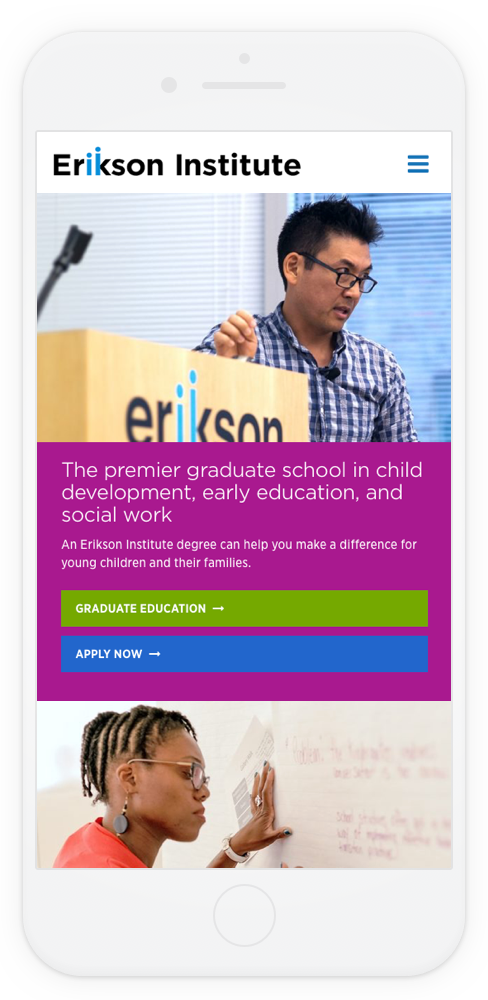 Erikson Institute
erikson
The premier graduate school in child
development, early education, and
social work
An Erikson Institute degree can help you make a difference for
young children and their families.
GRADUATE EDUCATION →
APPLY NOW →